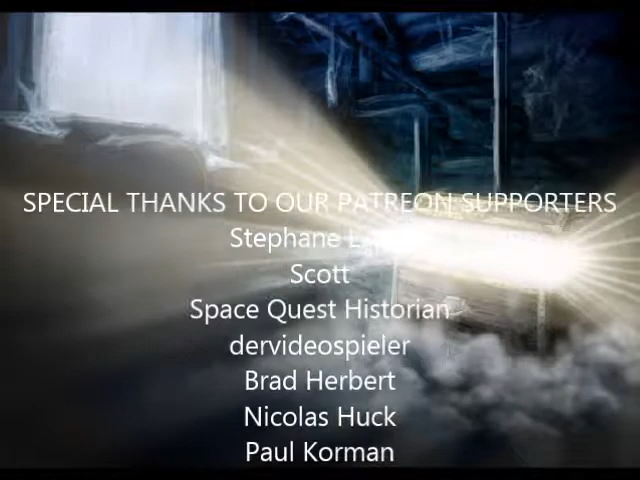 SPECIAL THANKS TO OUR PATREON SUPPORTERS
Stephane
Scott
Space Quest Historian
dervideospieler
Brad Herbert
Nicolas Huck
Paul Korman